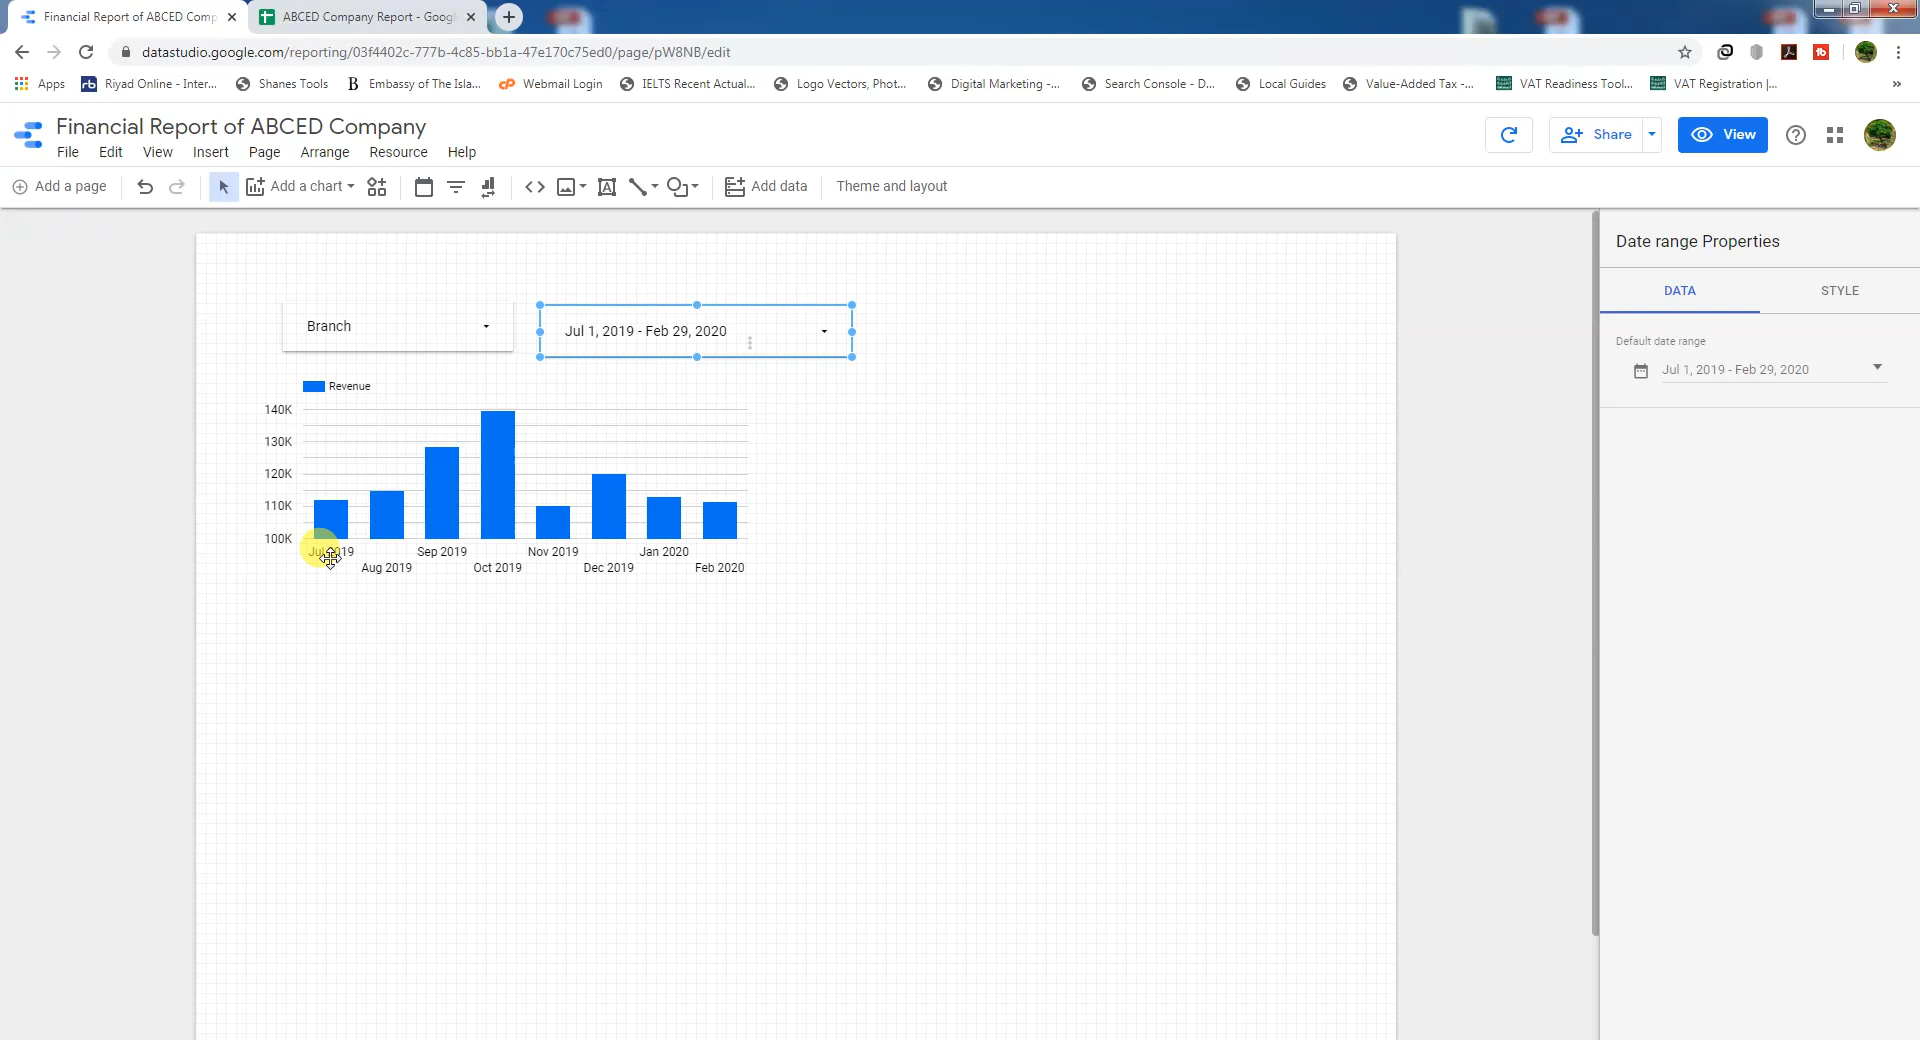 Financial Report of ABCED Comp
ABCED Company Report - Goog
datastudio.google.com/reporting/03f4402c-777b-4c85-bb1a-47e170c75ed0/page/pW8NB/edit
Apps
rb
Riyad Online - Inter...
Shanes Tools
B
Embassy of The Isla...
cP
Webmail Login
IELTS Recent Actual...
Logo Vectors, Phot...
Digital Marketing -...
Search Console - D...
Local Guides
Value-Added Tax -...
VAT Readiness Tool...
VAT Registration |...
»
Financial Report of ABCED Company
File Edit View Insert Page Arrange Resource Help
Share
View
Add a page
Add a chart
Add data
Theme and layout
Date range Properties
DATA
STYLE
Default date range
Jul 1, 2019 - Feb 29, 2020
Branch
Jul 1, 2019 - Feb 29, 2020
Revenue
140K
130K
120K
110K
100K
Jul 2019
Sep 2019
Nov 2019
Jan 2020
Aug 2019
Oct 2019
Dec 2019
Feb 2020